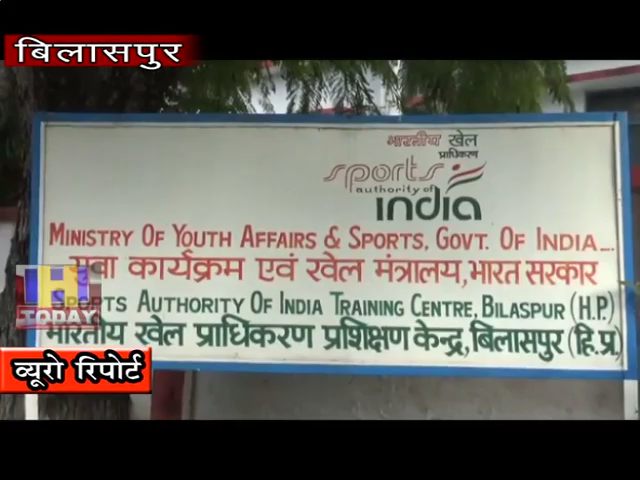 बिलासपुर
भारतीय खेल
प्राधिकरण
sports
authority of
india
MINISTRY OF YOUTH AFFAIRS & SPORTS, GOVT. OF INDIA
युवा कार्यक्रम एवं खेल मंत्रालय, भारत सरकार
SPORTS AUTHORITY OF INDIA TRAINING CENTRE, BILASPUR (H.P.)
भारतीय खेल प्राधिकरण प्रशिक्षण केन्द्र, बिलासपुर (हि.प्र.)
H
TODAY
ब्यूरो रिपोर्ट